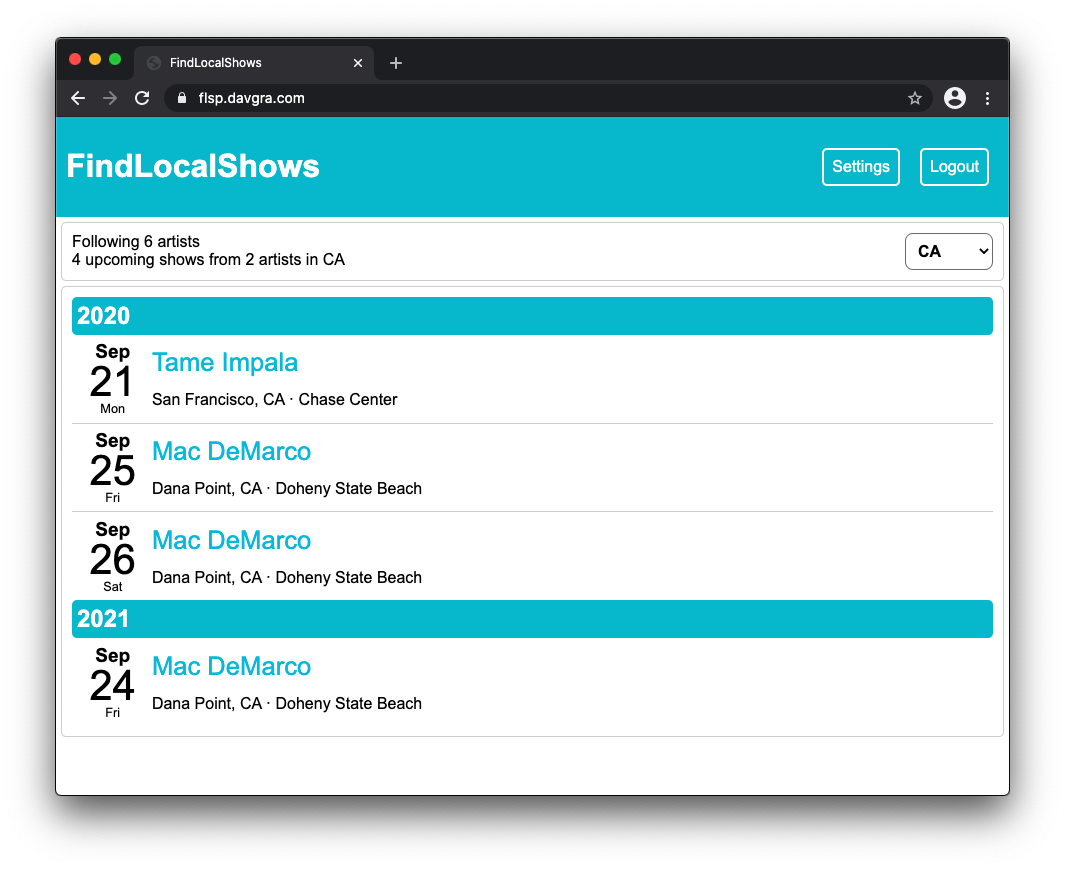 FindLocalShows
flsp.davgra.com
FindLocalShows
Settings
Logout
Following 6 artists
4 upcoming shows from 2 artists in CA
CA
2020
Sep
21
Mon
Tame Impala
San Francisco, CA · Chase Center
Sep
25
Fri
Mac DeMarco
Dana Point, CA · Doheny State Beach
Sep
26
Sat
Mac DeMarco
Dana Point, CA · Doheny State Beach
2021
Sep
24
Fri
Mac DeMarco
Dana Point, CA · Doheny State Beach